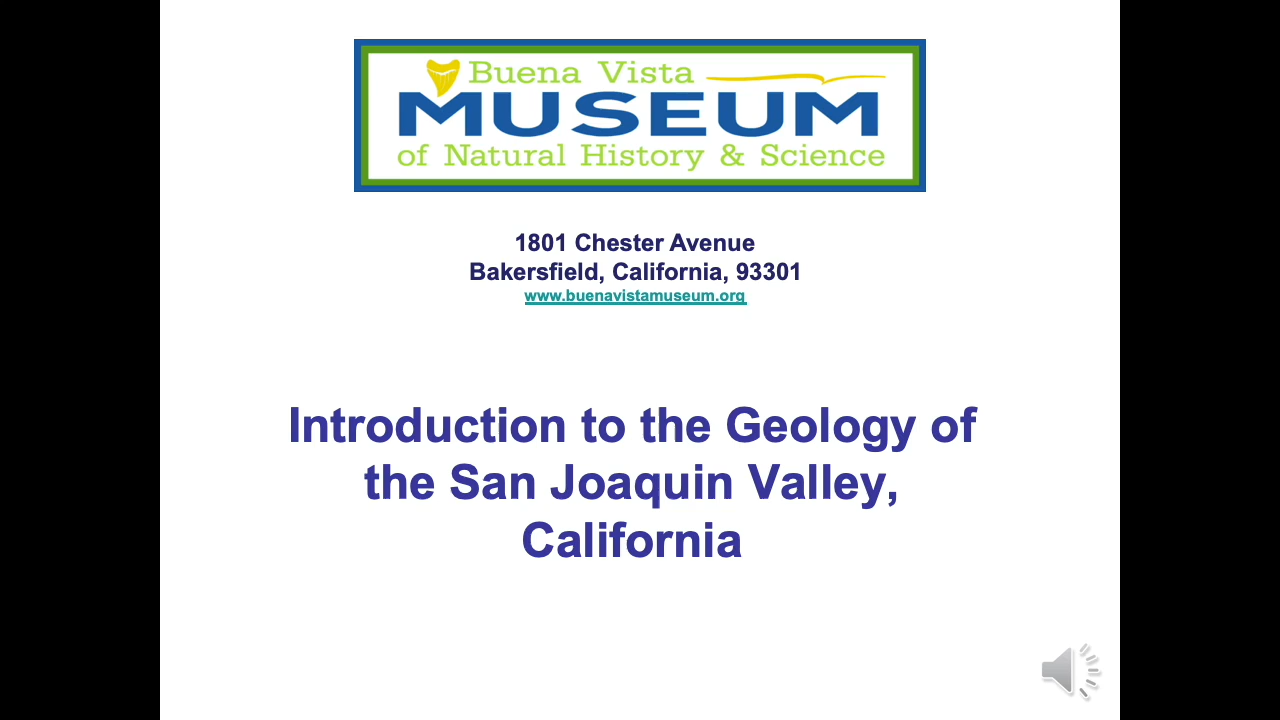 Buena Vista
MUSEUM
of Natural History & Science
1801 Chester Avenue
Bakersfield, California, 93301
www.buenavistamuseum.org
Introduction to the Geology of
the San Joaquin Valley,
California